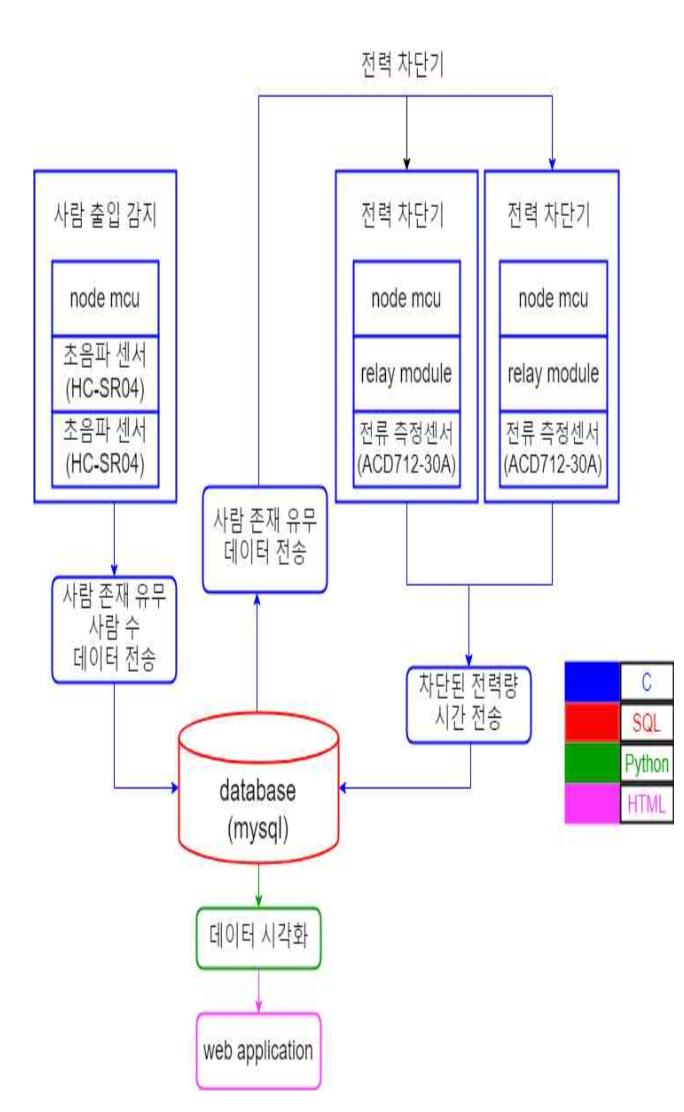 전력 차단기
사람 출입 감지
node mcu
초음파 센서
(HC-SR04)
초음파 센서
(HC-SR04)
전력 차단기
node mcu
relay module
전류 측정센서
(ACD712-30A)
전력 차단기
node mcu
relay module
전류 측정센서
(ACD712-30A)
사람 존재 유무
데이터 전송
사람 존재 유무
사람 수
데이터 전송
차단된 전력량
시간 전송
database
(mysql)
데이터 시각화
web application
C
SQL
Python
HTML